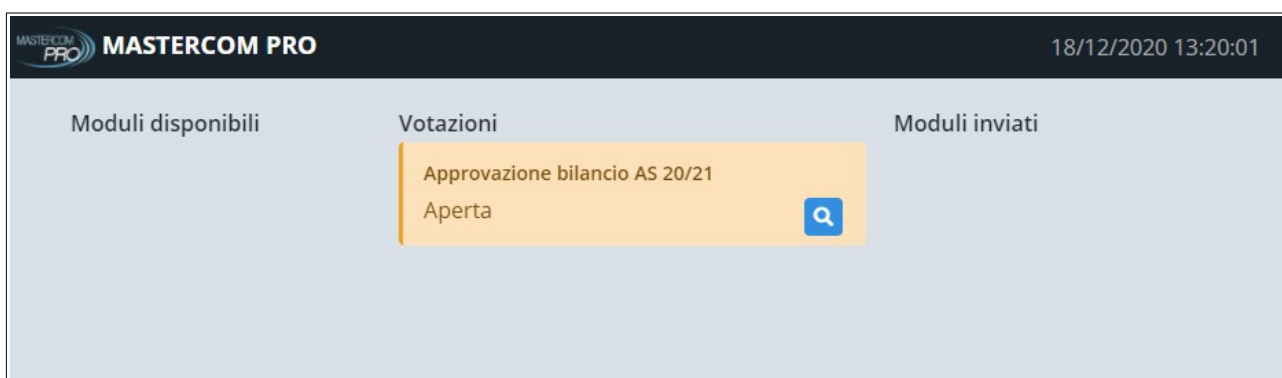 MASTERCOM PRO MASTERCOM PRO 18/12/2020 13:20:01
Moduli disponibili Votazioni Moduli inviati
Approvazione bilancio AS 20/21
Aperta